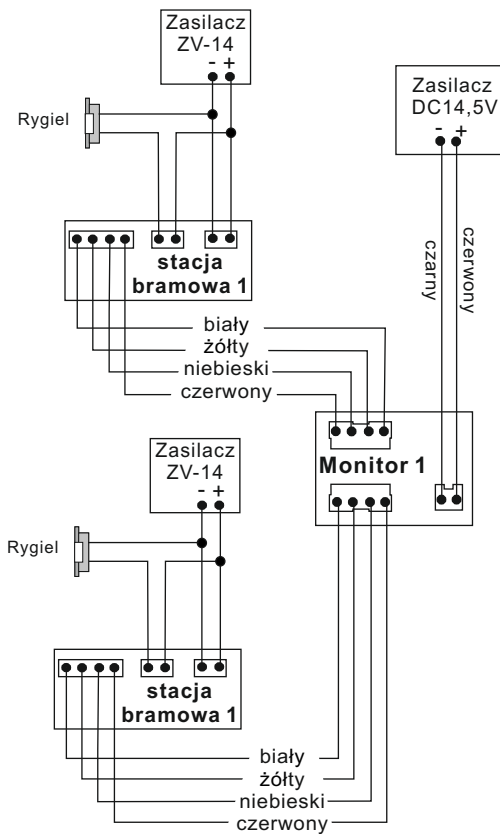 Zasilacz
ZV-14
- +
Rygiel
stacja
bramowa 1
Zasilacz
DC14,5V
- +
czarny
czerwony
biały
żółty
niebieski
czerwony
Monitor 1
Zasilacz
ZV-14
- +
Rygiel
stacja
bramowa 1
biały
żółty
niebieski
czerwony